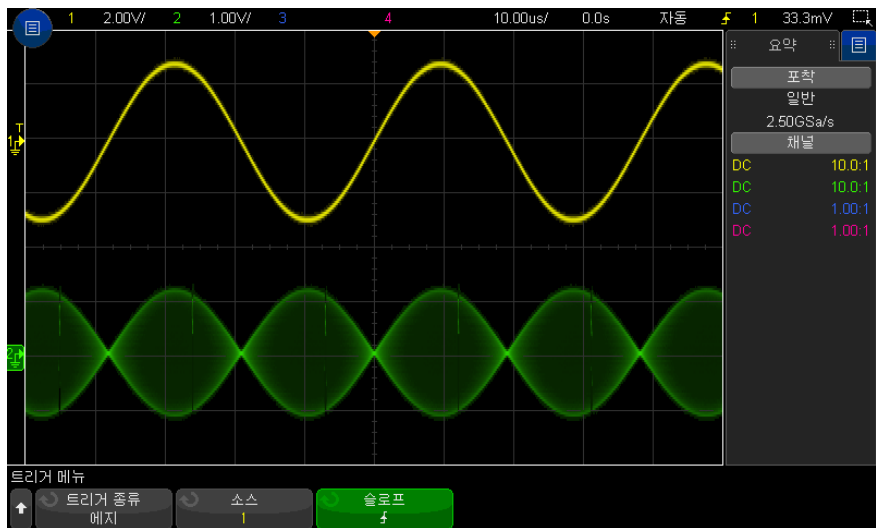 1 2.00V/ 2 1.00V/ 3 4 10.00us/ 0.0s 자동 1 33.3mV
요약
포착
일반
2.50GSa/s
채널
DC 10.0:1
DC 10.0:1
DC 1.00:1
DC 1.00:1
T
1
2
트리거 메뉴
트리거 종류
에지
소스
1
슬로프